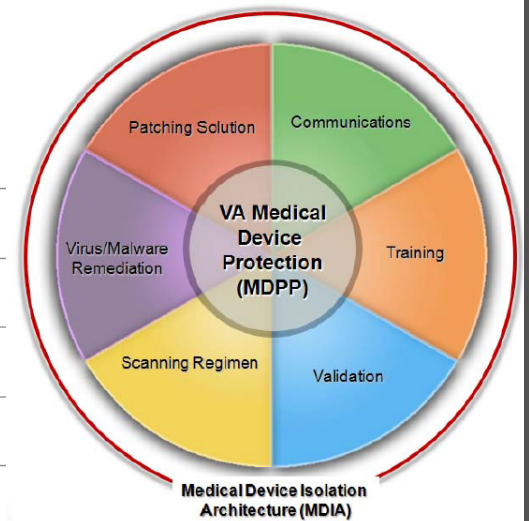 Patching Solution
Communications
VA Medical
Device
Protection
(MDPP)
Virus/Malware
Remediation
Training
Scanning Regimen
Validation
Medical Device Isolation
Architecture (MDIA)